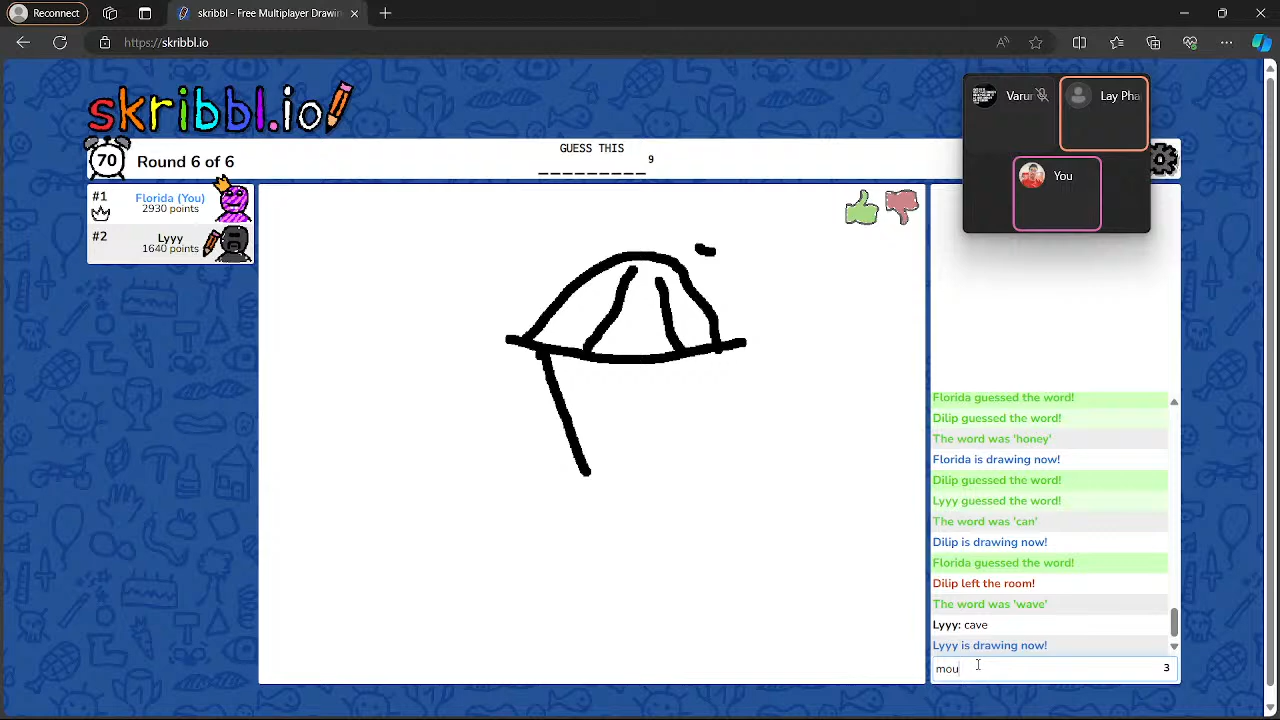 Reconnect
skribbl - Free Multiplayer Drawin
https://skribbl.io
skribbl.io
Varun
Lay Pha
You
70
Round 6 of 6
GUESS THIS
_________ 9
#1
Florida (You)
2930 points
#2
Lyyy
1640 points
Florida guessed the word!
Dilip guessed the word!
The word was 'honey'
Florida is drawing now!
Dilip guessed the word!
Lyyy guessed the word!
The word was 'can'
Dilip is drawing now!
Florida guessed the word!
Dilip left the room!
The word was 'wave'
Lyyy: cave
Lyyy is drawing now!
mou 3